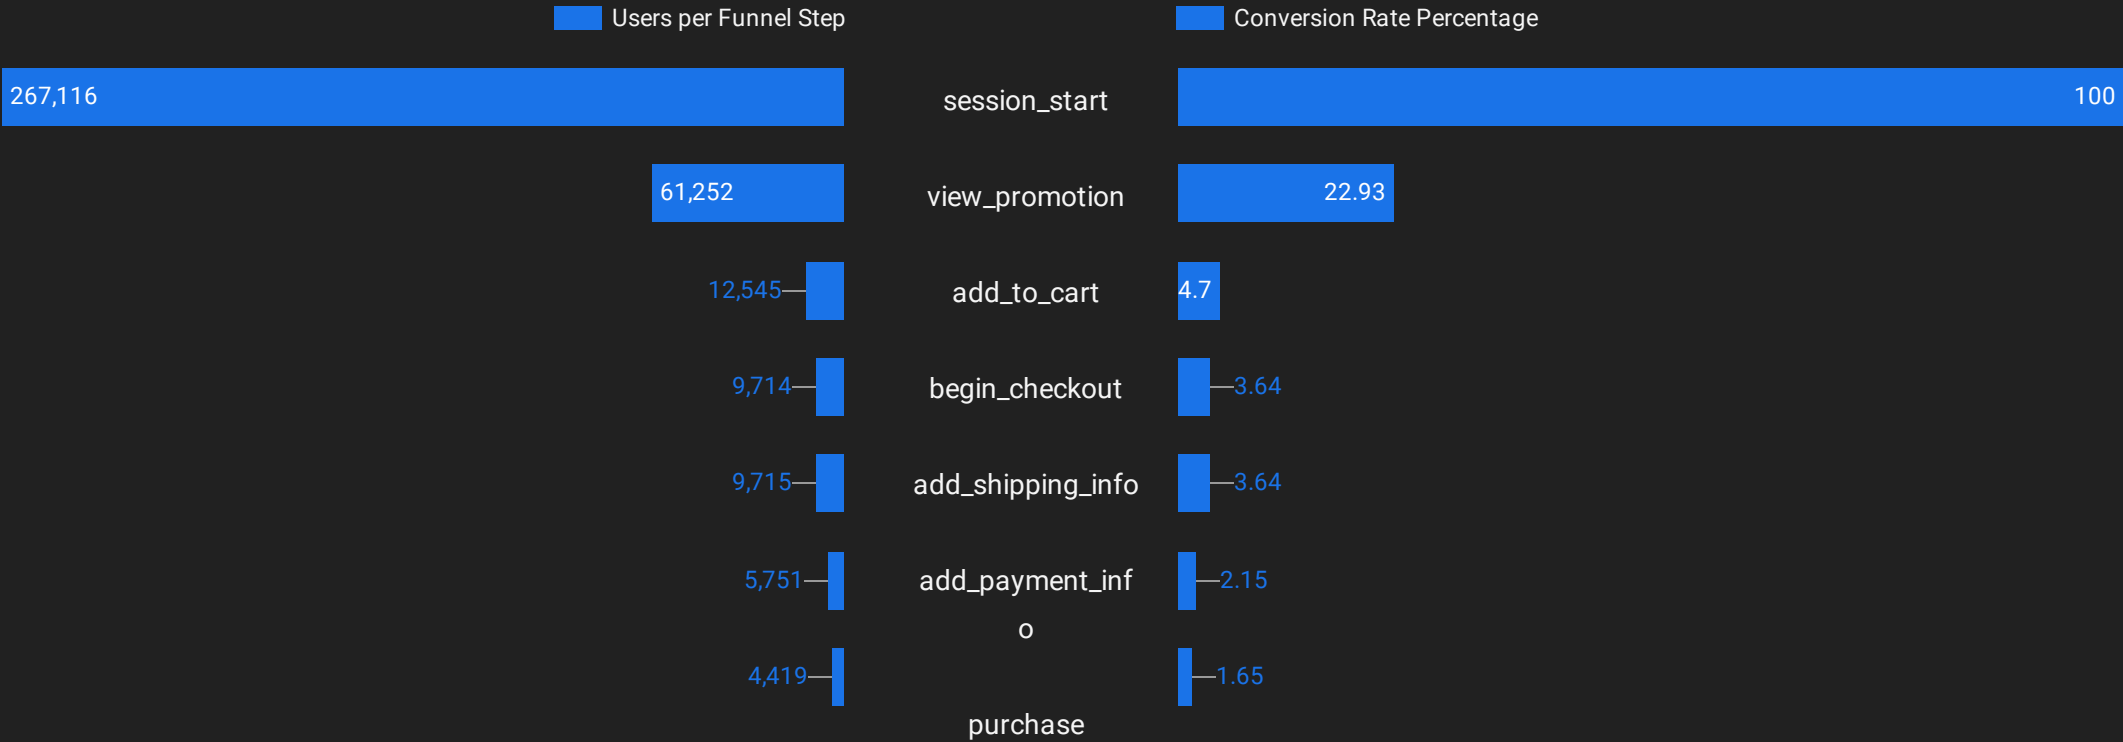 Users per Funnel Step
Conversion Rate Percentage
267,116
session_start
100
61,252
view_promotion
22.93
12,545
add_to_cart
4.7
9,714
begin_checkout
3.64
9,715
add_shipping_info
3.64
5,751
add_payment_inf
o
2.15
4,419
purchase
1.65